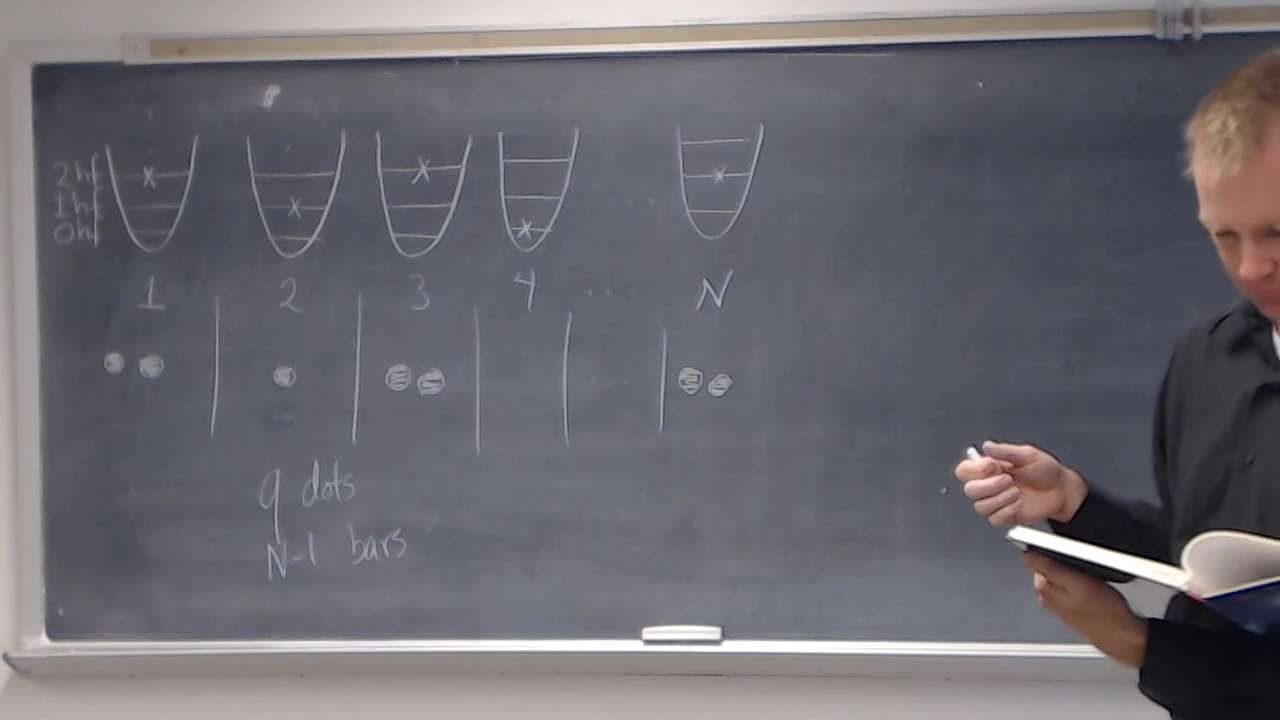 2hf
1hf
0hf
1 2 3 4 .... N
q dots
N-1 bars